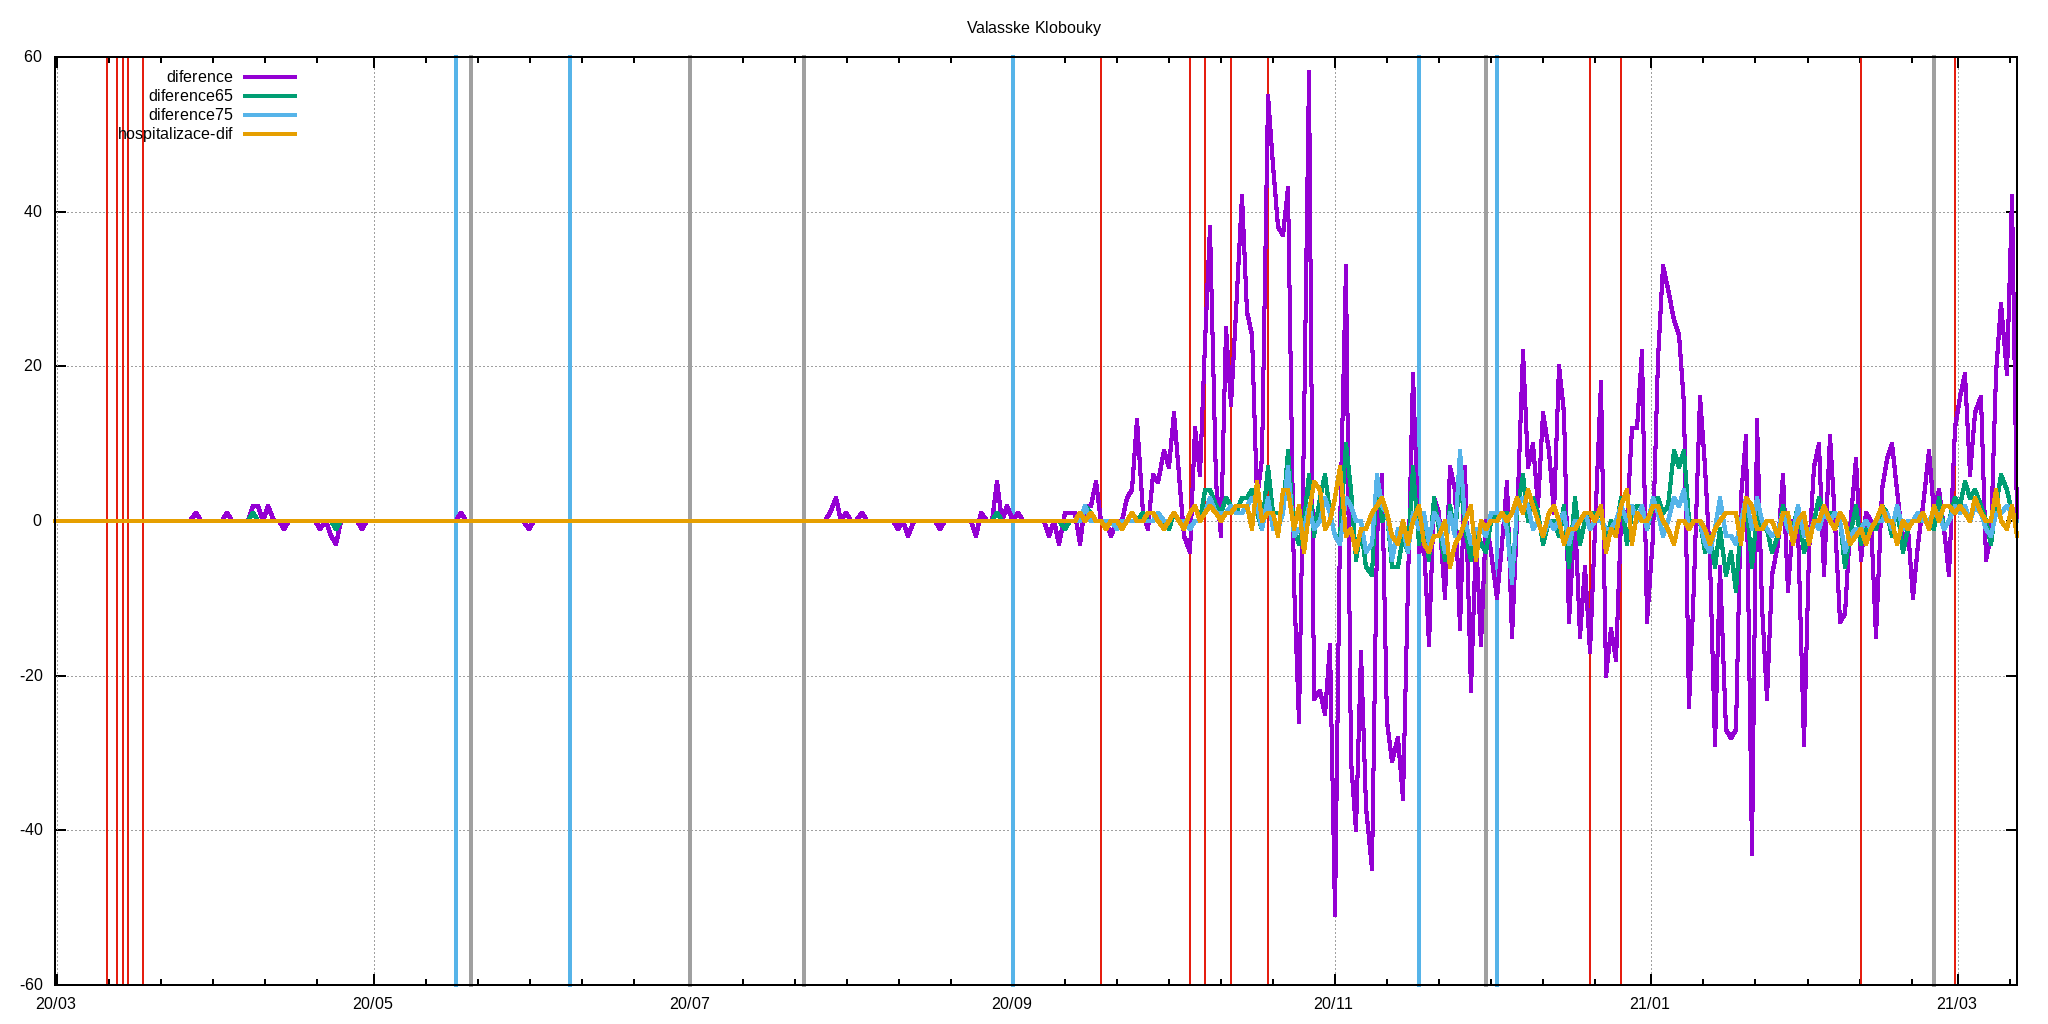 Valasske Klobouky
60
diference
diference65
diference75
hospitalizace-dif
40
20
0
-20
-40
-60
20/03 20/05 20/07 20/09 20/11 21/01 21/03